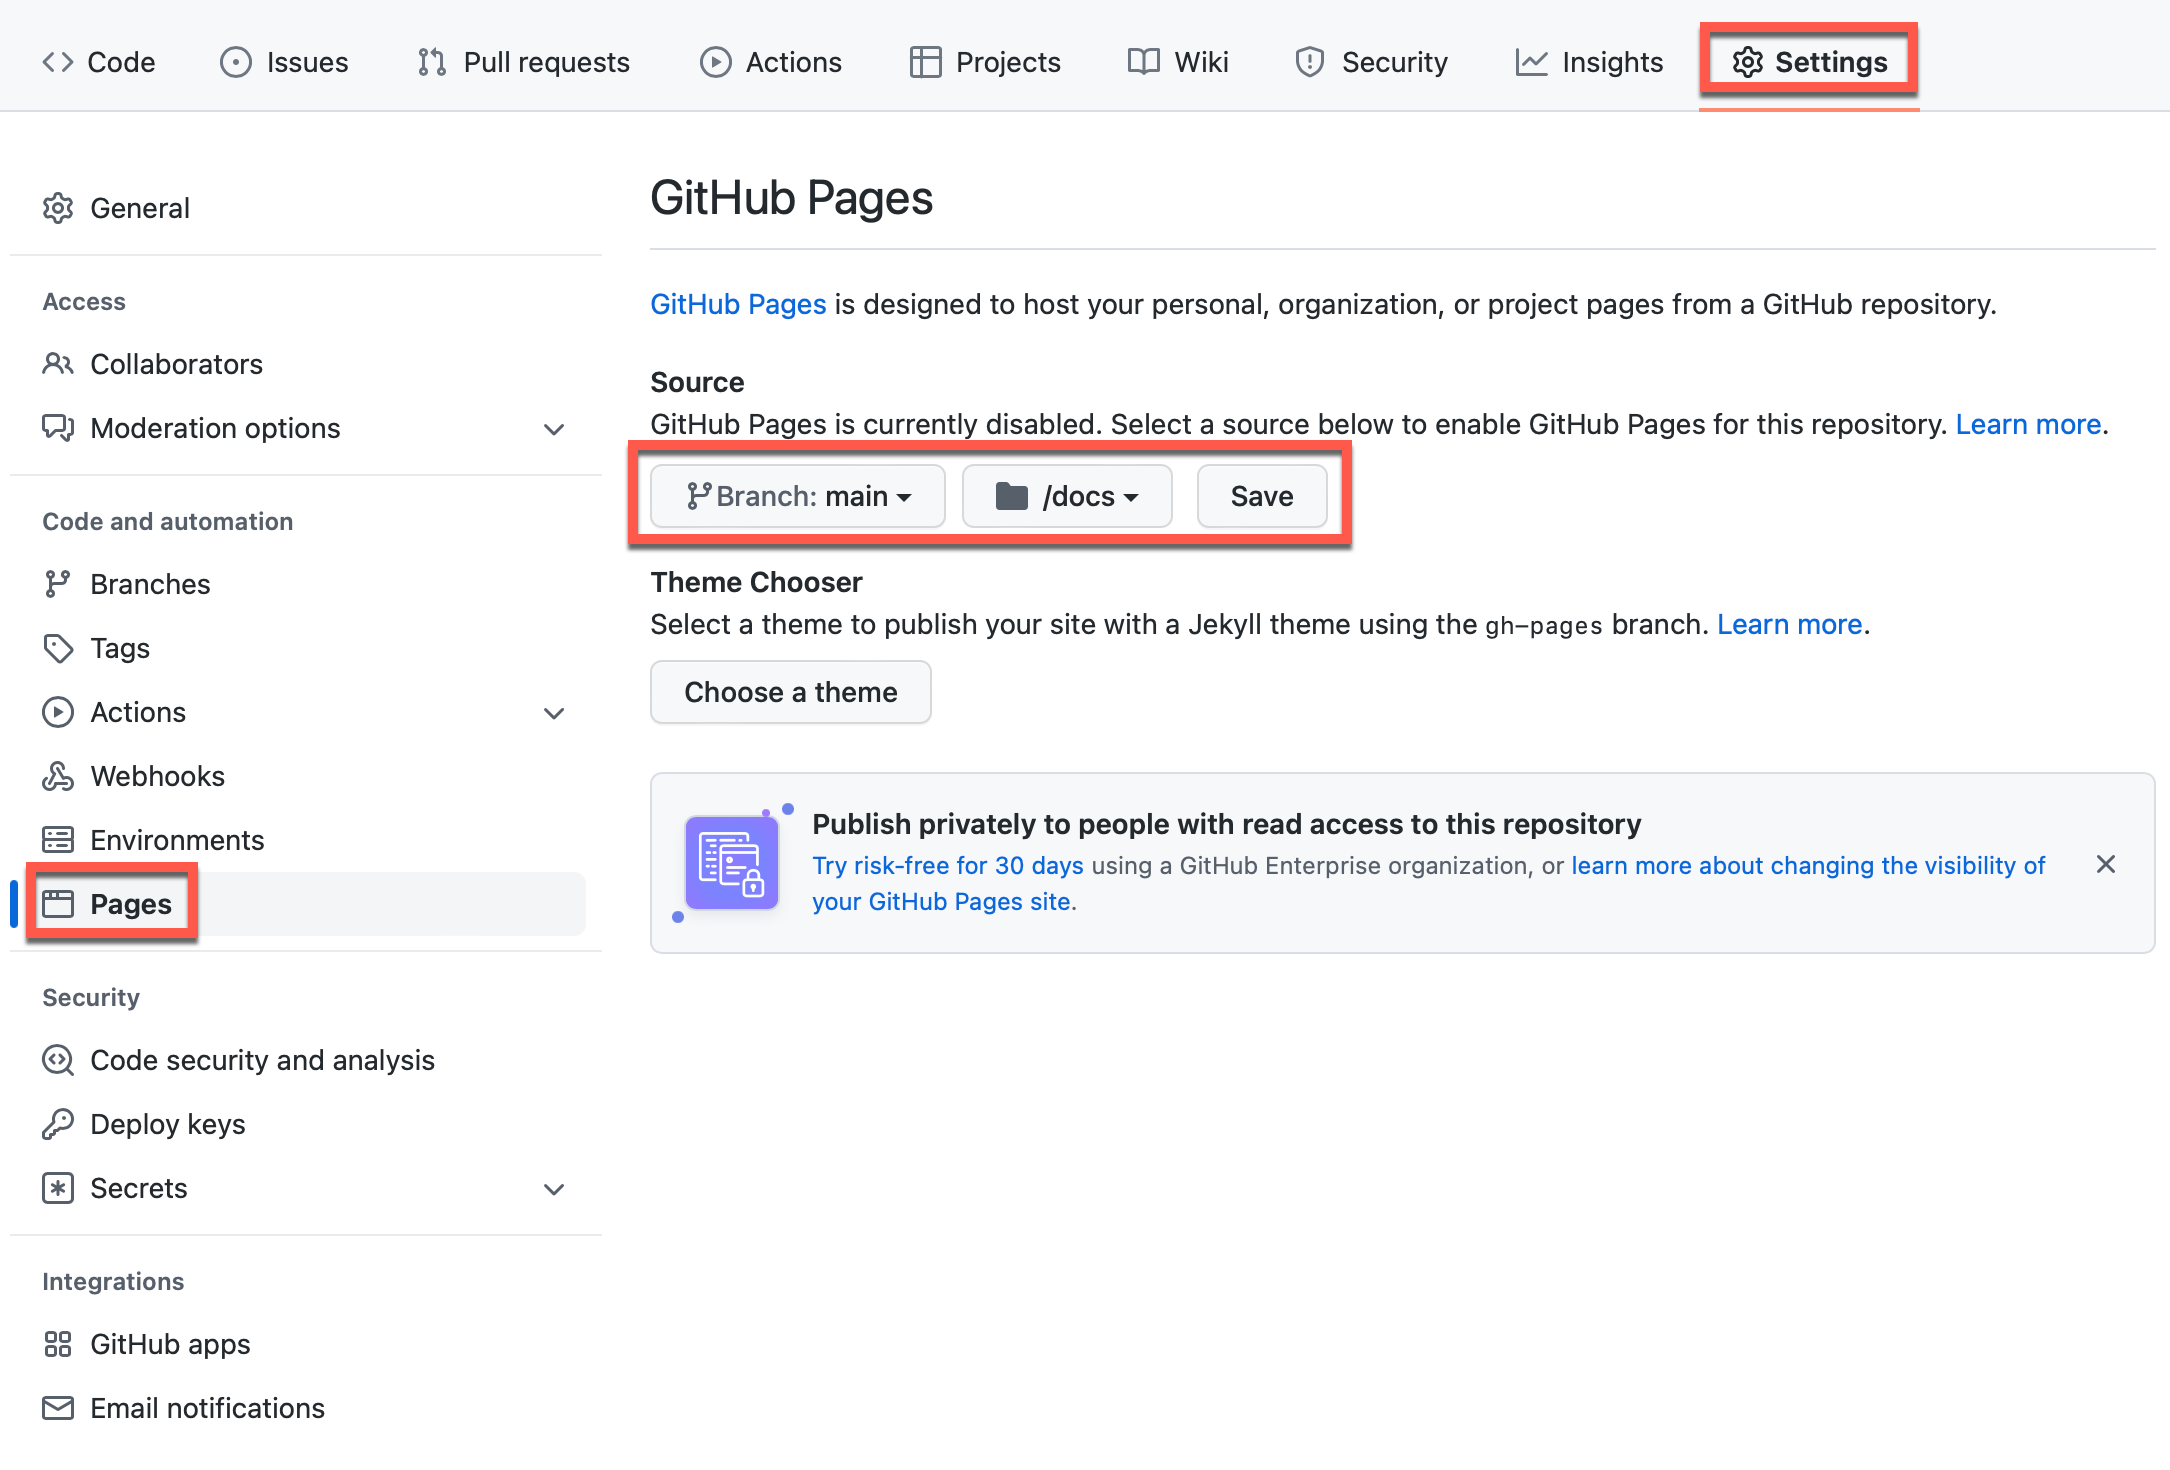 Code Issues Pull requests Actions Projects Wiki Security Insights Settings
General
Access
Collaborators
Moderation options
Code and automation
Branches
Tags
Actions
Webhooks
Environments
Pages
Security
Code security and analysis
Deploy keys
Secrets
Integrations
GitHub apps
Email notifications
GitHub Pages
GitHub Pages is designed to host your personal, organization, or project pages from a GitHub repository.
Source
GitHub Pages is currently disabled. Select a source below to enable GitHub Pages for this repository. Learn more.
Branch: main /docs Save
Theme Chooser
Select a theme to publish your site with a Jekyll theme using the gh-pages branch. Learn more.
Choose a theme
Publish privately to people with read access to this repository
Try risk-free for 30 days using a GitHub Enterprise organization, or learn more about changing the visibility of
your GitHub Pages site.